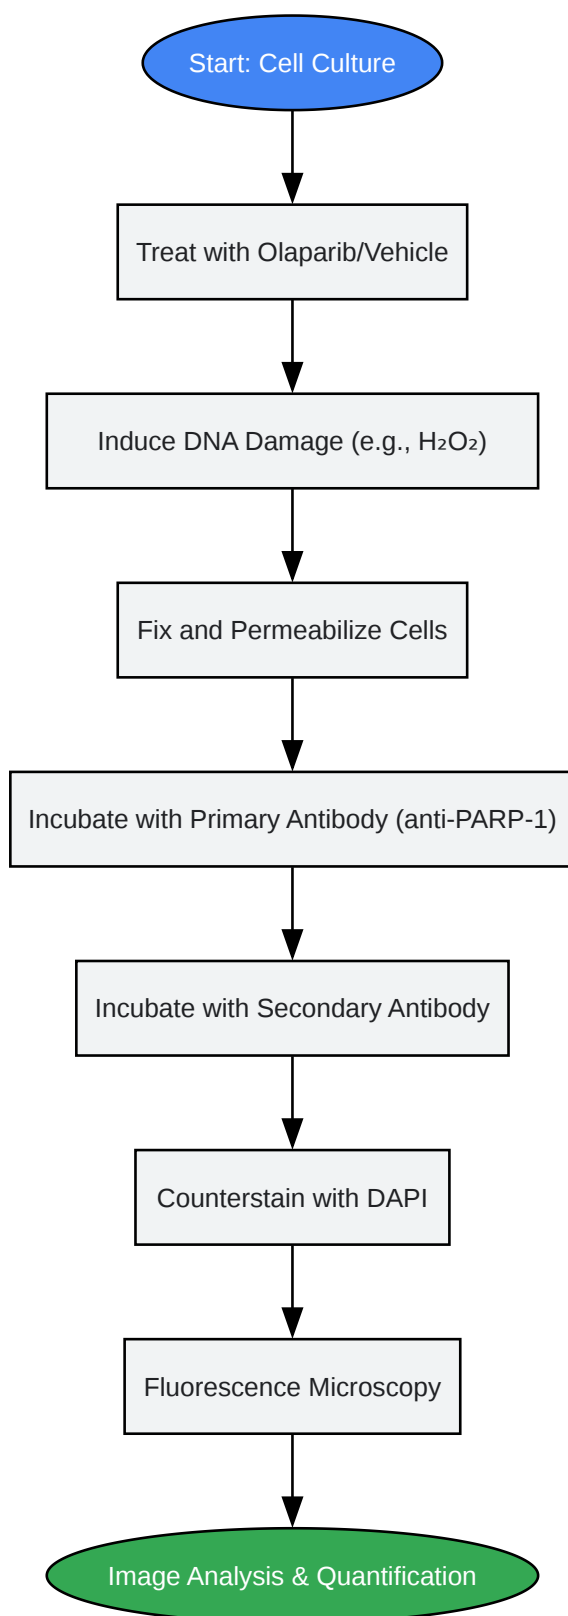 Start: Cell Culture
Treat with Olaparib/Vehicle
Induce DNA Damage (e.g., H₂O₂)
Fix and Permeabilize Cells
Incubate with Primary Antibody (anti-PARP-1)
Incubate with Secondary Antibody
Counterstain with DAPI
Fluorescence Microscopy
Image Analysis & Quantification